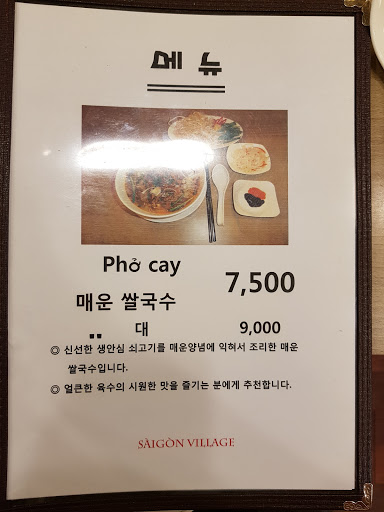 메 뉴
Phở cay
7,500
매운 쌀국수
대 9,000
◎ 신선한 생안심 쇠고기를 매운양념에 익혀서 조리한 매운
쌀국수입니다.
◎ 얼큰한 육수의 시원한 맛을 즐기는 분에게 추천합니다.
SÀIGÒN VILLAGE